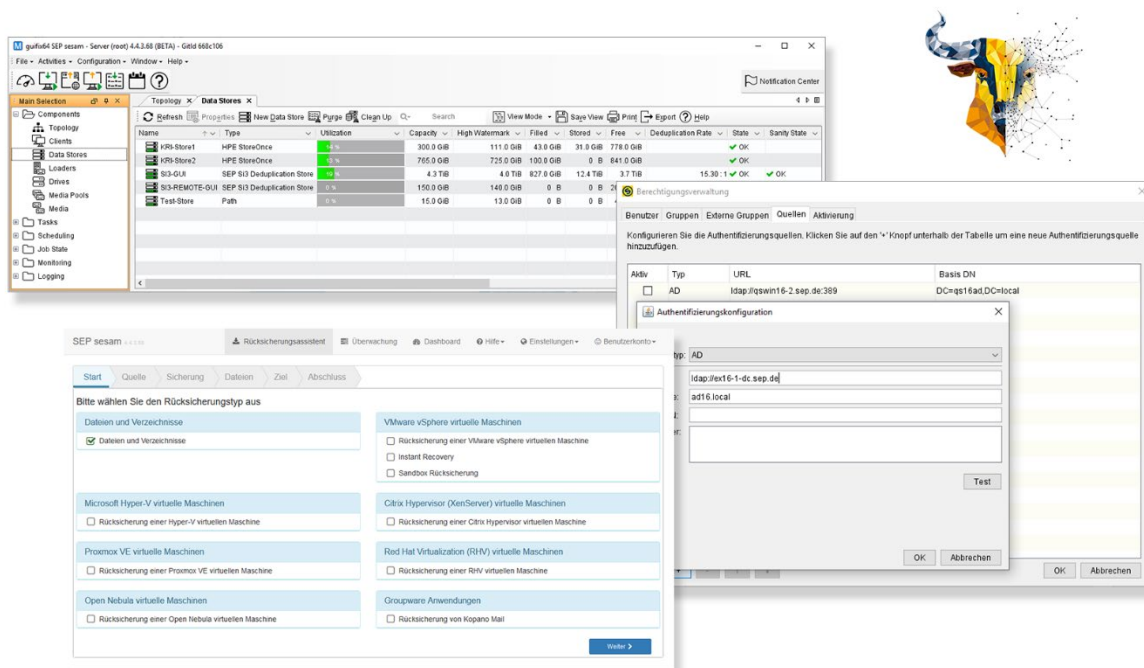 guifix64 SEP sesam - Server (root) 4.4.3.68 (BETA) - GitId 668c106
File Activities Configuration Window Help
Notification Center
Main Selection
Components
Topology
Clients
Data Stores
Loaders
Drives
Media Pools
Media
Tasks
Scheduling
Job State
Monitoring
Logging
Topology Data Stores
Refresh Properties New Data Store Purge Clean Up Search View Mode Save View Print Export Help
Name Type Utilization Capacity High Watermark Filled Stored Free Deduplication Rate State Sanity State
KRI-Store1 HPE StoreOnce 14 % 300.0 GiB 111.0 GiB 43.0 GiB 31.0 GiB 778.0 GiB OK
KRI-Store2 HPE StoreOnce 13 % 765.0 GiB 725.0 GiB 100.0 GiB 0 B 841.0 GiB OK
SI3-GUI SEP Si3 Deduplication Store 4.3 TiB 4.0 TiB 827.0 GiB 12.4 TiB 3.7 TiB 15.30 : 1 OK OK
SI3-REMOTE-GUI SEP Si3 Deduplication Store 0 % 150.0 GiB 140.0 GiB 0 B 0 B
Test-Store Path 0 % 15.0 GiB 13.0 GiB 0 B 0 B
Berechtigungsverwaltung
Benutzer Gruppen Externe Gruppen Quellen Aktivierung
Konfigurieren Sie die Authentifizierungsquellen. Klicken Sie auf den '+' Knopf unterhalb der Tabelle um eine neue Authentifizierungsquelle
hinzuzufügen.
Aktiv Typ URL Basis DN
AD ldap://qswin16-2.sep.de:389 DC=qs16ad,DC=local
Authentifizierungskonfiguration
typ: AD
ldap://ex16-1-dc.sep.de
ad16.local
Test
OK Abbrechen
OK Abbrechen
SEP sesam
Rücksicherungsassistent Überwachung Dashboard Hilfe Einstellungen Benutzerkonto
Start Quelle Sicherung Dateien Ziel Abschluss
Bitte wählen Sie den Rücksicherungstyp aus
Dateien und Verzeichnisse
Dateien und Verzeichnisse
VMware vSphere virtuelle Maschinen
Rücksicherung einer VMware vSphere virtuellen Maschine
Instant Recovery
Sandbox Rücksicherung
Microsoft Hyper-V virtuelle Maschinen
Rücksicherung einer Hyper-V virtuellen Maschine
Citrix Hypervisor (XenServer) virtuelle Maschinen
Rücksicherung einer Citrix Hypervisor virtuellen Maschine
Proxmox VE virtuelle Maschinen
Rücksicherung einer Proxmox VE virtuellen Maschine
Red Hat Virtualization (RHV) virtuelle Maschinen
Rücksicherung einer RHV virtuellen Maschine
Open Nebula virtuelle Maschinen
Rücksicherung einer Open Nebula virtuellen Maschine
Groupware Anwendungen
Rücksicherung von Kopano Mail
Weiter